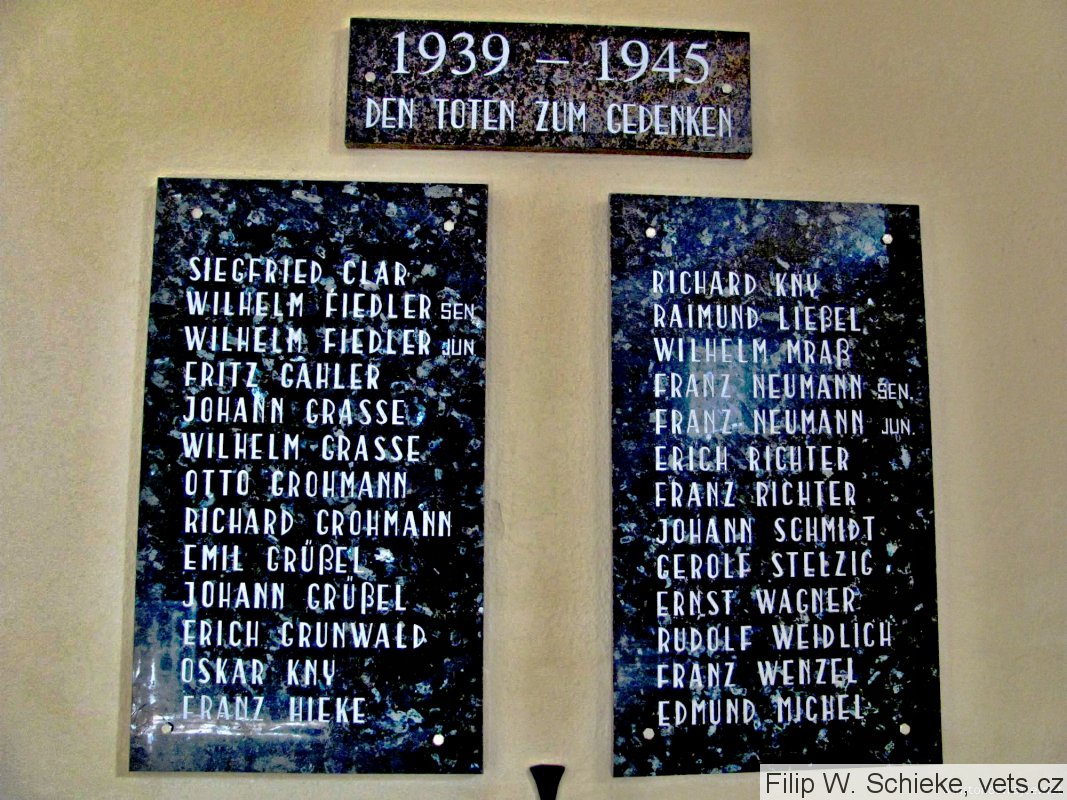 1939 – 1945
DEN TOTEN ZUM GEDENKEN
SIEGFRIED CLAR
WILHELM FIEDLER SEN.
WILHELM FIEDLER JUN.
FRITZ GAHLER
JOHANN GRASSE
WILHELM GRASSE
OTTO GROHMANN
RICHARD GROHMANN
EMIL GRÜßEL
JOHANN GRÜßEL
ERICH GRUNWALD
OSKAR KNY
FRANZ HIEKE
RICHARD KNY
RAIMUND LIEßEL
WILHELM MRAß
FRANZ NEUMANN SEN.
FRANZ NEUMANN JUN.
ERICH RICHTER
FRANZ RICHTER
JOHANN SCHMIDT
GEROLF STELZIG
ERNST WAGNER
RUDOLF WEIDLICH
FRANZ WENZEL
EDMUND MICHEL
Filip W. Schieke, vets.cz